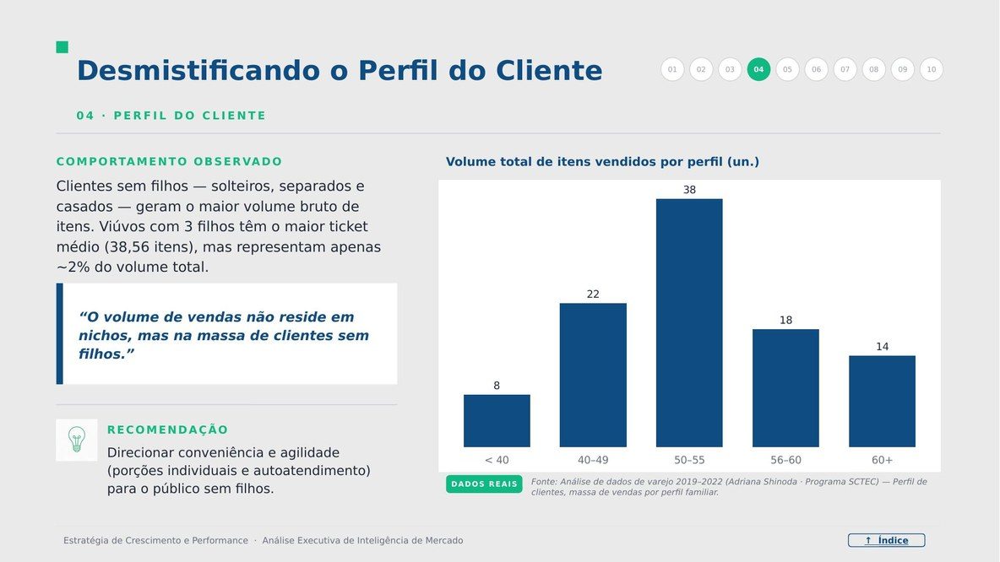 Desmistificando o Perfil do Cliente
01 02 03 04 05 06 07 08 09 10
04 · PERFIL DO CLIENTE
COMPORTAMENTO OBSERVADO
Clientes sem filhos — solteiros, separados e
casados — geram o maior volume bruto de
itens. Viúvos com 3 filhos têm o maior ticket
médio (38,56 itens), mas representam apenas
~2% do volume total.
“O volume de vendas não reside em
nichos, mas na massa de clientes sem
filhos.”
RECOMENDAÇÃO
Direcionar conveniência e agilidade
(porções individuais e autoatendimento)
para o público sem filhos.
Volume total de itens vendidos por perfil (un.)
8 22 38 18 14
< 40 40–49 50–55 56–60 60+
DADOS REAIS
Fonte: Análise de dados de varejo 2019–2022 (Adriana Shinoda · Programa SCTEC) — Perfil de
clientes, massa de vendas por perfil familiar.
Estratégia de Crescimento e Performance · Análise Executiva de Inteligência de Mercado
↑ Índice